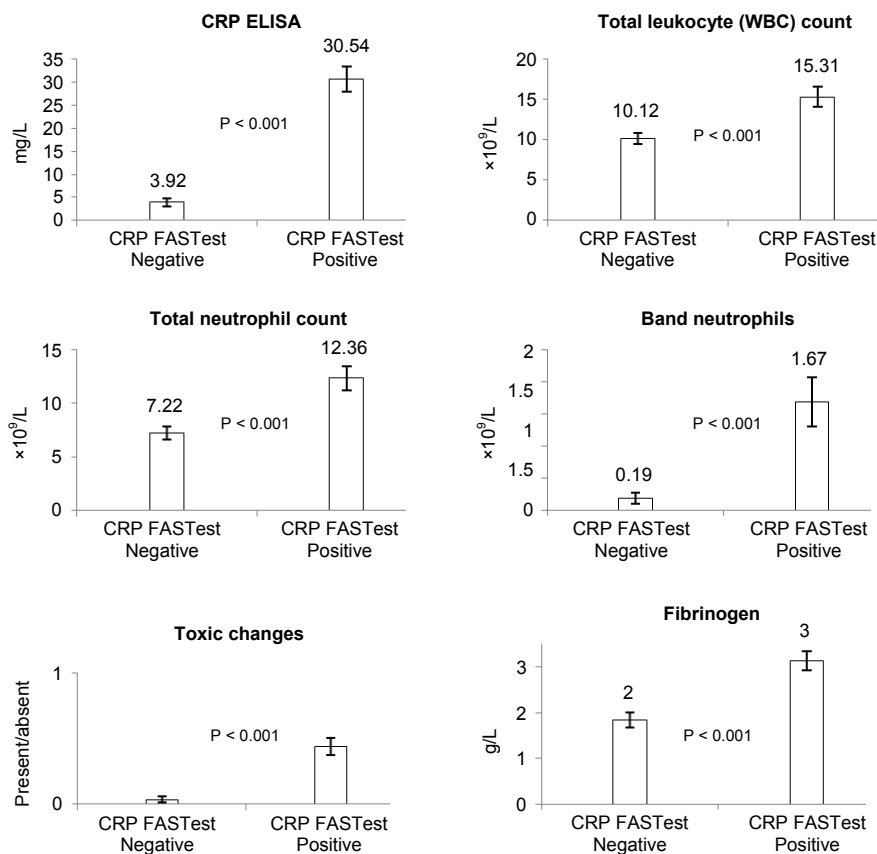 CRP ELISA
mg/L
35
30
25
20
15
10
5
0
3.92
30.54
P < 0.001
CRP FASTest
Negative
CRP FASTest
Positive
Total leukocyte (WBC) count
×10⁹/L
20
15
10
5
0
10.12
15.31
P < 0.001
CRP FASTest
Negative
CRP FASTest
Positive
Total neutrophil count
×10⁹/L
15
10
5
0
7.22
12.36
P < 0.001
CRP FASTest
Negative
CRP FASTest
Positive
Band neutrophils
×10⁹/L
2
1.5
1
1.5
0
0.19
1.67
P < 0.001
CRP FASTest
Negative
CRP FASTest
Positive
Toxic changes
Present/absent
1
0
P < 0.001
CRP FASTest
Negative
CRP FASTest
Positive
Fibrinogen
g/L
3
2
1
0
2
3
P < 0.001
CRP FASTest
Negative
CRP FASTest
Positive